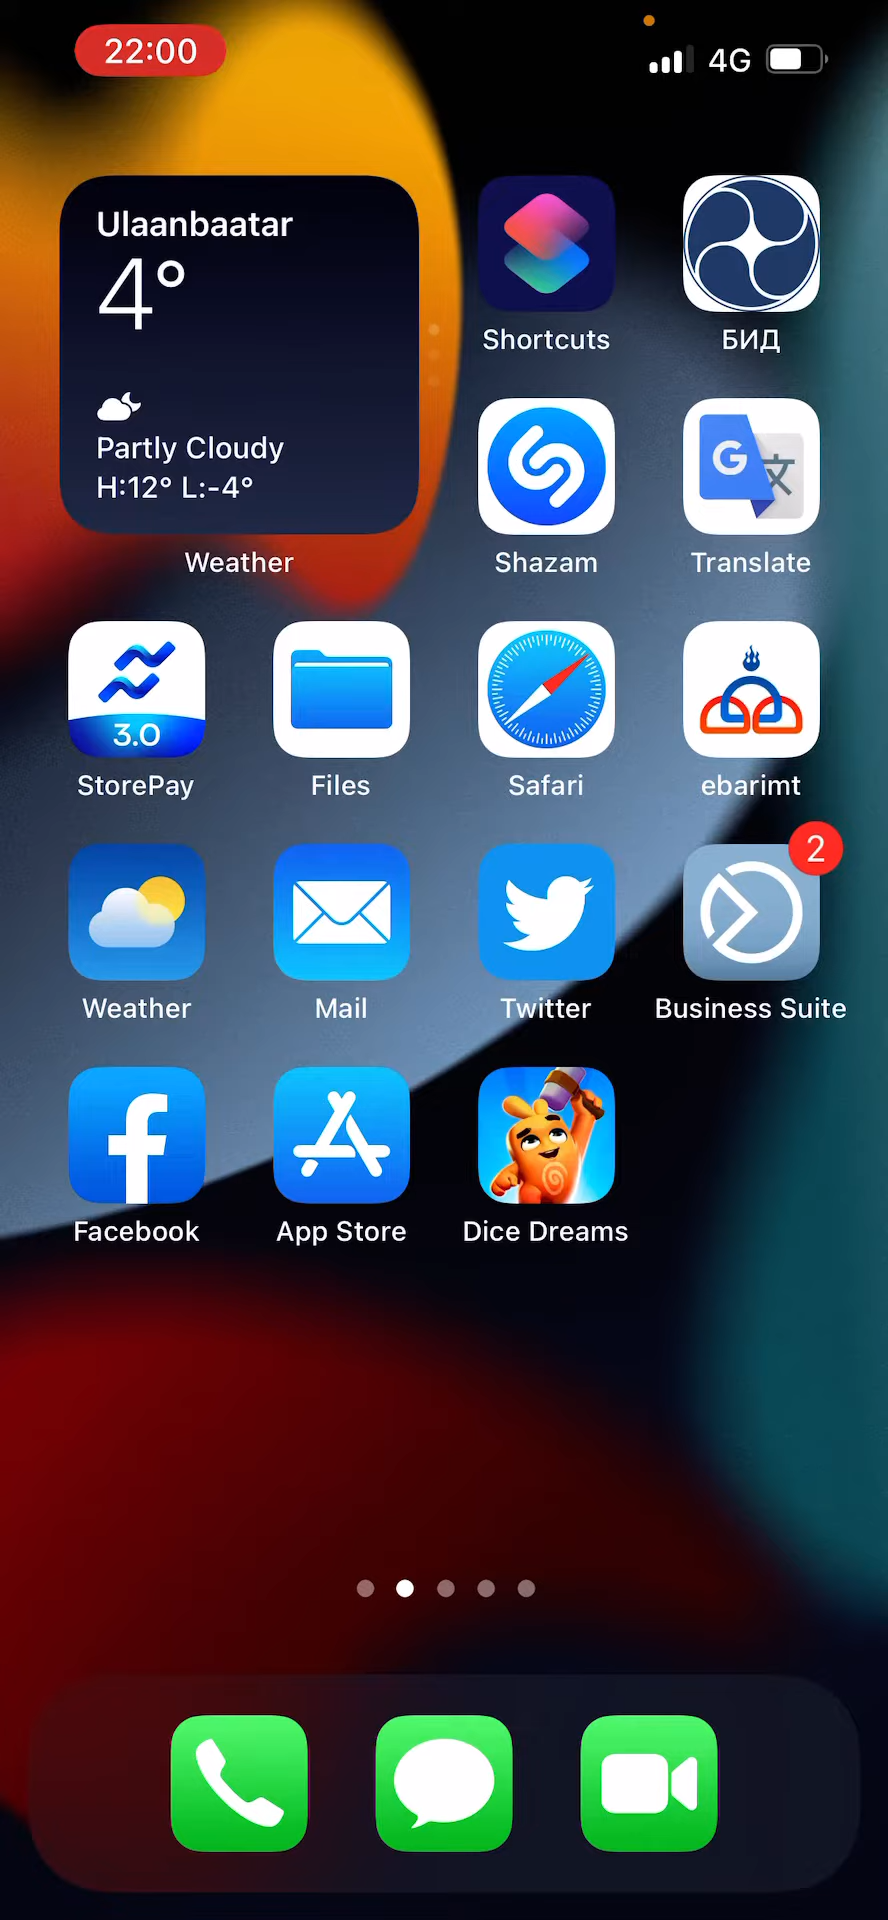 22:00
4G
Ulaanbaatar
4°
Partly Cloudy
H:12° L:-4°
Weather
Shortcuts
БИД
Shazam
G 文
Translate
3.0
StorePay
Files
Safari
ebarimt
2
Weather
Mail
Twitter
Business Suite
f
Facebook
App Store
Dice Dreams